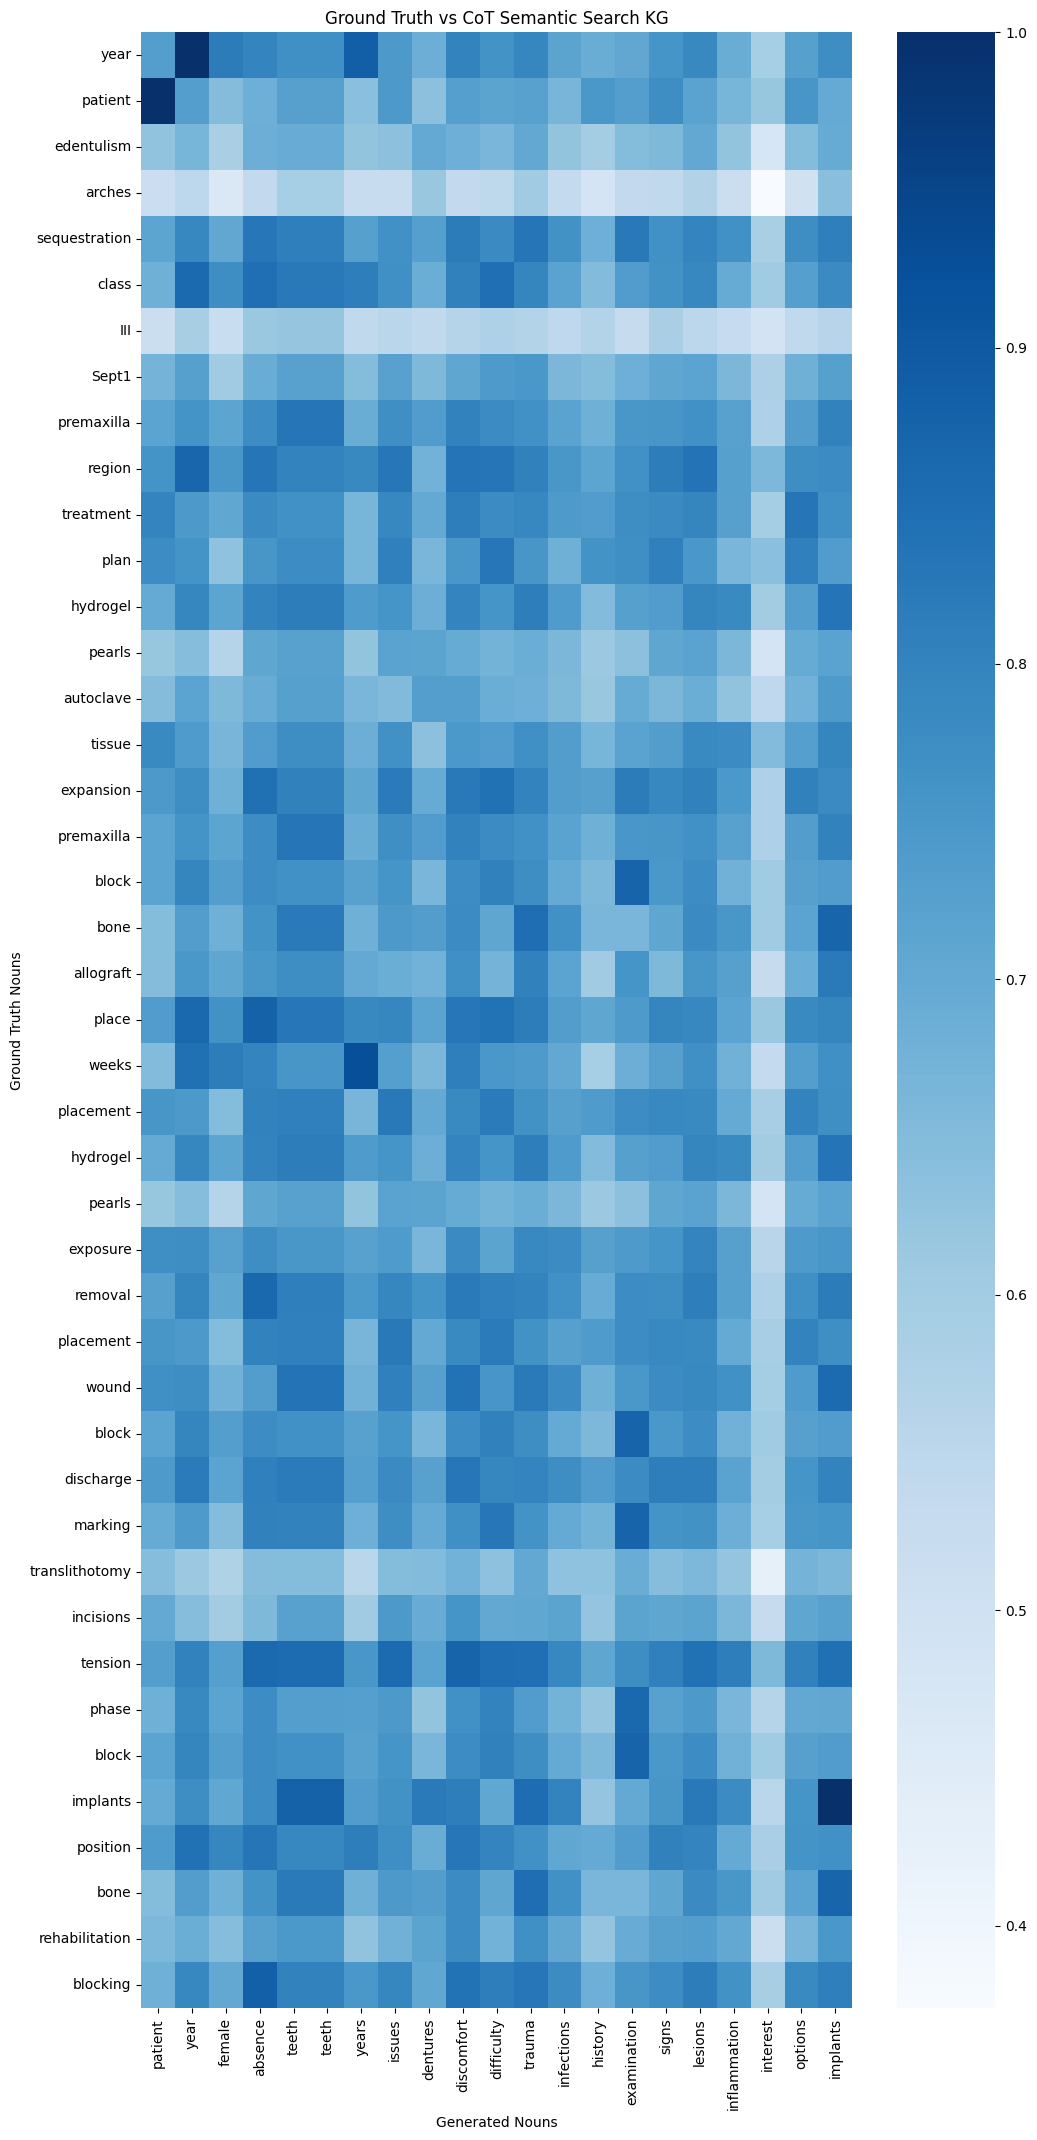 Ground Truth vs CoT Semantic Search KG
Ground Truth Nouns
year
patient
edentulism
arches
sequestration
class
III
Sept1
premaxilla
region
treatment
plan
hydrogel
pearls
autoclave
tissue
expansion
premaxilla
block
bone
allograft
place
weeks
placement
hydrogel
pearls
exposure
removal
placement
wound
block
discharge
marking
translithotomy
incisions
tension
phase
block
implants
position
bone
rehabilitation
blocking
patient
year
female
absence
teeth
teeth
years
issues
dentures
discomfort
difficulty
trauma
infections
history
examination
signs
lesions
inflammation
interest
options
implants
Generated Nouns
1.0
0.9
0.8
0.7
0.6
0.5
0.4